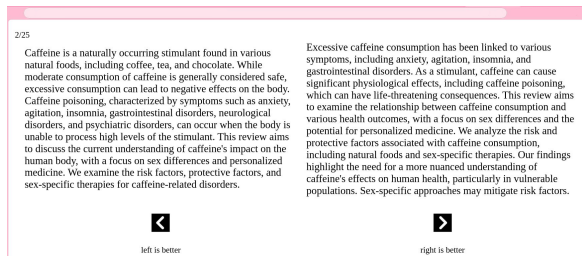 2/25
Caffeine is a naturally occurring stimulant found in various
natural foods, including coffee, tea, and chocolate. While
moderate consumption of caffeine is generally considered safe,
excessive consumption can lead to negative effects on the body.
Caffeine poisoning, characterized by symptoms such as anxiety,
agitation, insomnia, gastrointestinal disorders, neurological
disorders, and psychiatric disorders, can occur when the body is
unable to process high levels of the stimulant. This review aims
to discuss the current understanding of caffeine's impact on the
human body, with a focus on sex differences and personalized
medicine. We examine the risk factors, protective factors, and
sex-specific therapies for caffeine-related disorders.
Excessive caffeine consumption has been linked to various
symptoms, including anxiety, agitation, insomnia, and
gastrointestinal disorders. As a stimulant, caffeine can cause
significant physiological effects, including caffeine poisoning,
which can have life-threatening consequences. This review aims
to examine the relationship between caffeine consumption and
various health outcomes, with a focus on sex differences and the
potential for personalized medicine. We analyze the risk and
protective factors associated with caffeine consumption,
including natural foods and sex-specific therapies. Our findings
highlight the need for a more nuanced understanding of
caffeine's effects on human health, particularly in vulnerable
populations. Sex-specific approaches may mitigate risk factors.
left is better
right is better